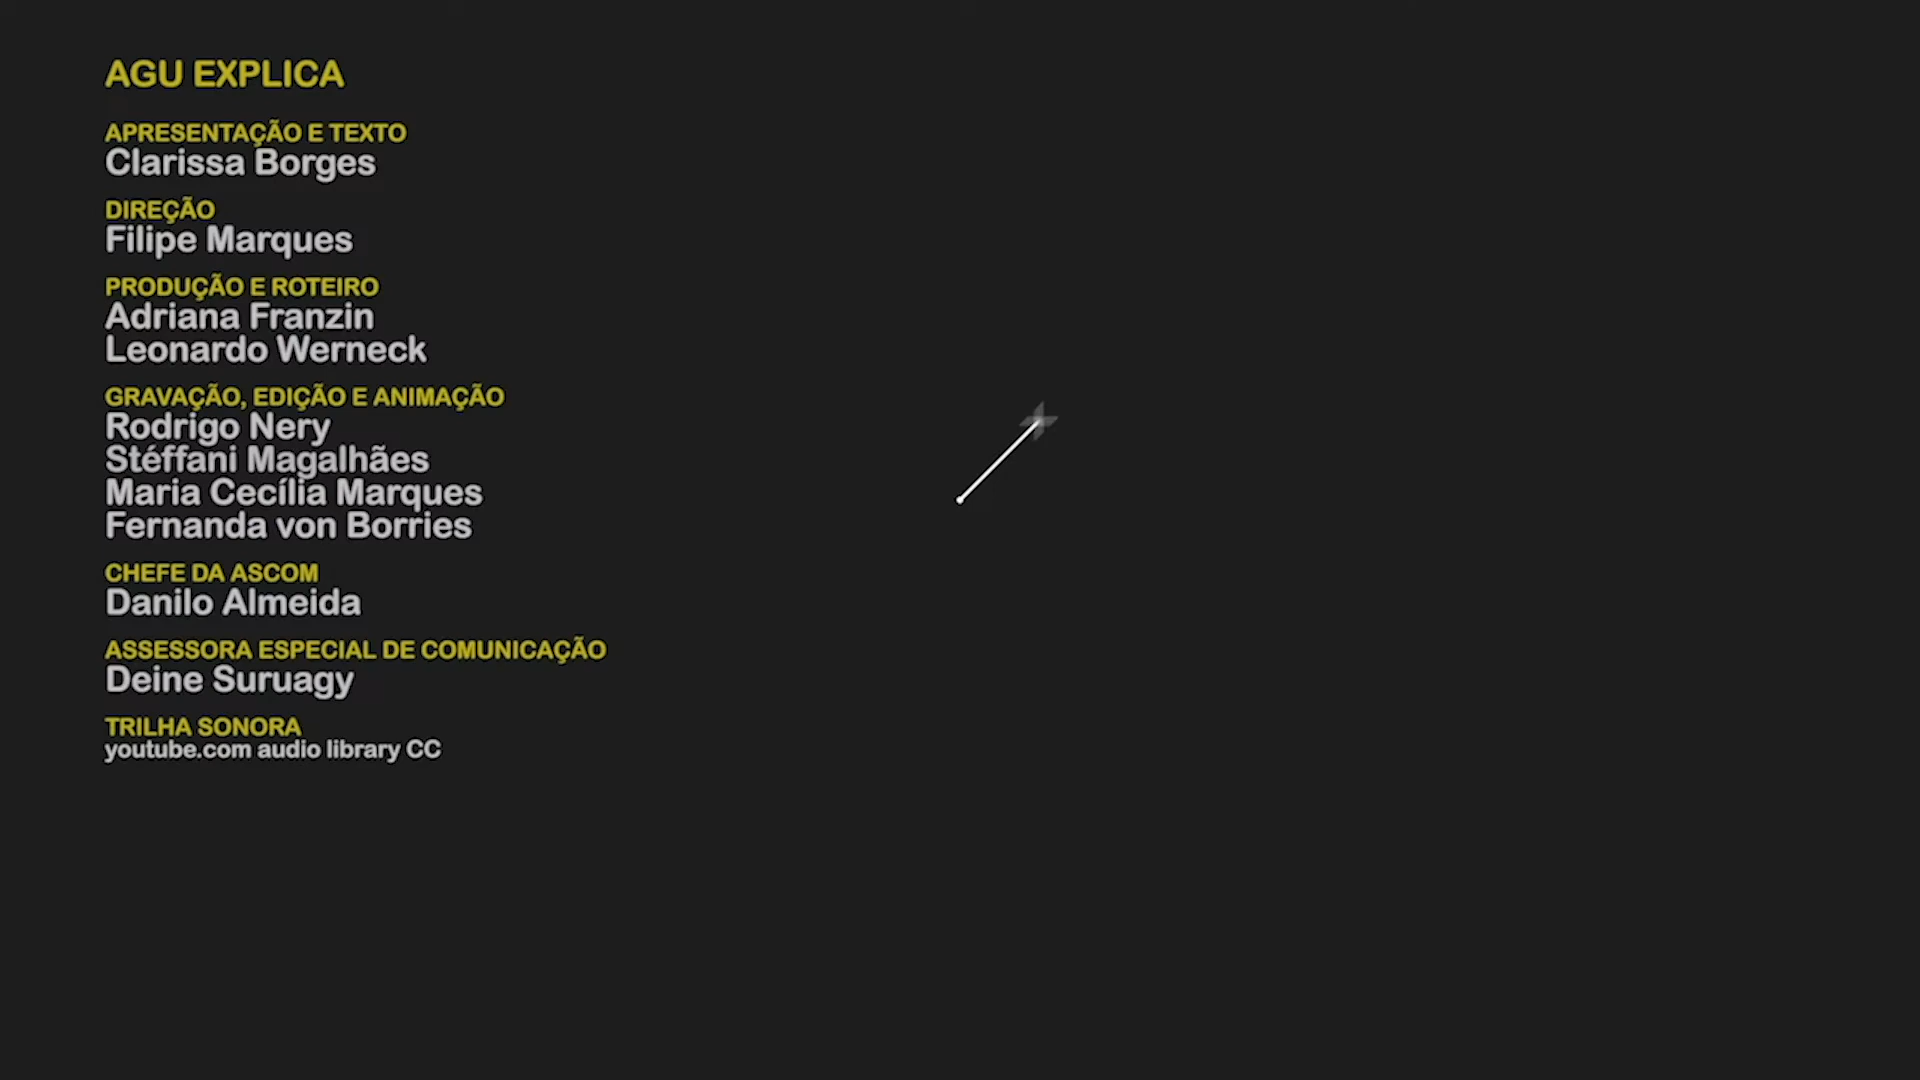 AGU EXPLICA
APRESENTAÇÃO E TEXTO
Clarissa Borges
DIREÇÃO
Filipe Marques
PRODUÇÃO E ROTEIRO
Adriana Franzin
Leonardo Werneck
GRAVAÇÃO, EDIÇÃO E ANIMAÇÃO
Rodrigo Nery
Stéffani Magalhães
Maria Cecília Marques
Fernanda von Borries
CHEFE DA ASCOM
Danilo Almeida
ASSESSORA ESPECIAL DE COMUNICAÇÃO
Deine Suruagy
TRILHA SONORA
youtube.com audio library CC